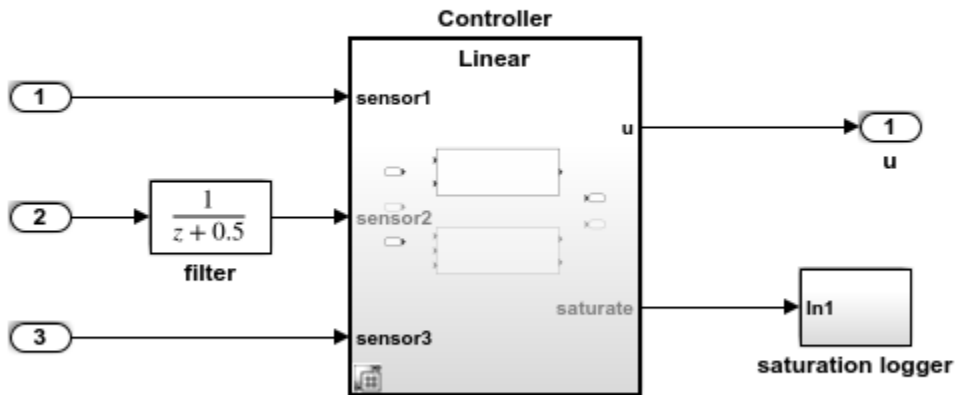 Controller
Linear
1
sensor1
u
1
u
2
1
z + 0.5
sensor2
filter
saturate
In1
3
sensor3
saturation logger